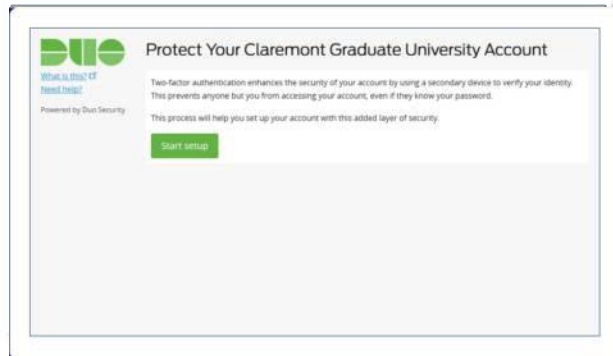 DUO
What is this?
Need help?
Powered by Duo Security
Protect Your Claremont Graduate University Account
Two-factor authentication enhances the security of your account by using a secondary device to verify your identity.
This prevents anyone but you from accessing your account, even if they know your password.
This process will help you set up your account with this added layer of security.
Start setup